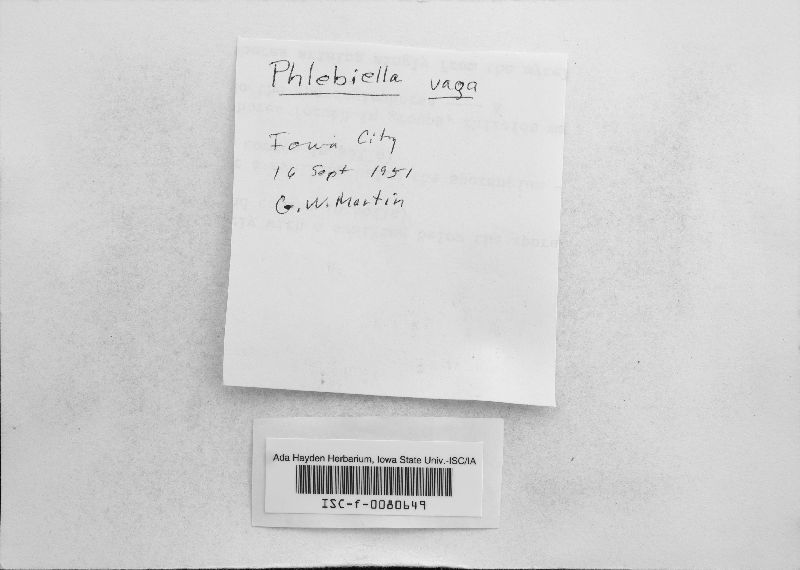 Phlebiella vaga
Iowa City
16 Sept 1951
G. W. Martin
Ada Hayden Herbarium, Iowa State Univ.-ISC/IA
ISC-f-0080649